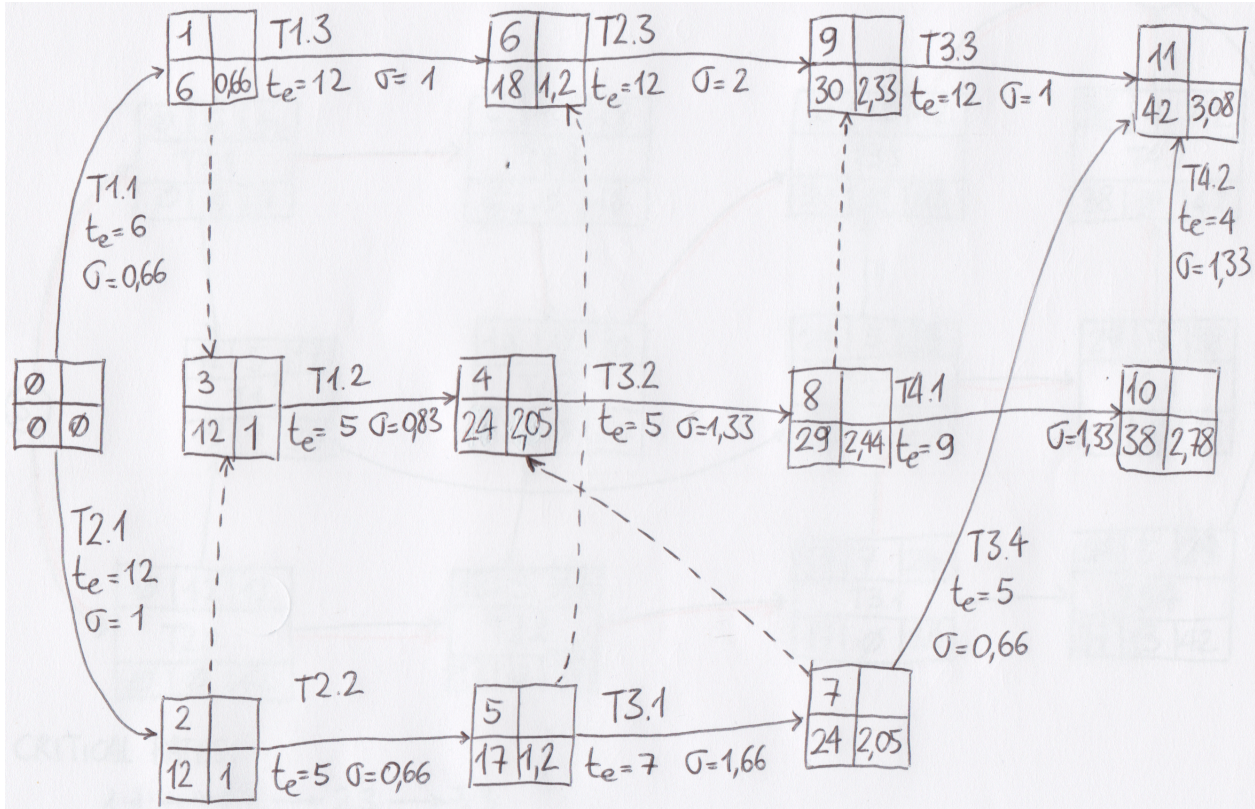 1
6 0,66
T1.3
te=12 σ=1
6
18 1,2
T2.3
te=12 σ=2
9
30 2,33
T3.3
te=12 σ=1
11
42 3,08
T1.1
te=6
σ=0,66
T4.2
te=4
σ=1,33
Ø
Ø Ø
3
12 1
T1.2
te=5 σ=0,83
4
24 2,05
T3.2
te=5 σ=1,33
8
29 2,44
T4.1
te=9 σ=1,33
10
38 2,78
T2.1
te=12
σ=1
T3.4
te=5
σ=0,66
2
12 1
T2.2
te=5 σ=0,66
5
17 1,2
T3.1
te=7 σ=1,66
7
24 2,05